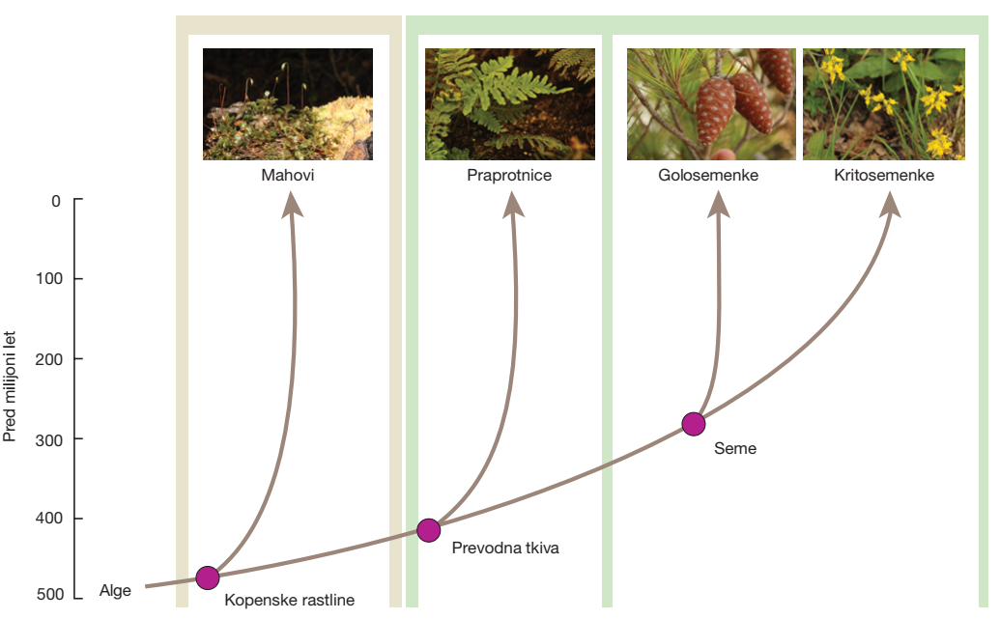 Mahovi
Praprotnice
Golosemenke
Kritosemenke
0
100
200
300
400
500
Pred milijoni let
Alge
Kopenske rastline
Prevodna tkiva
Seme